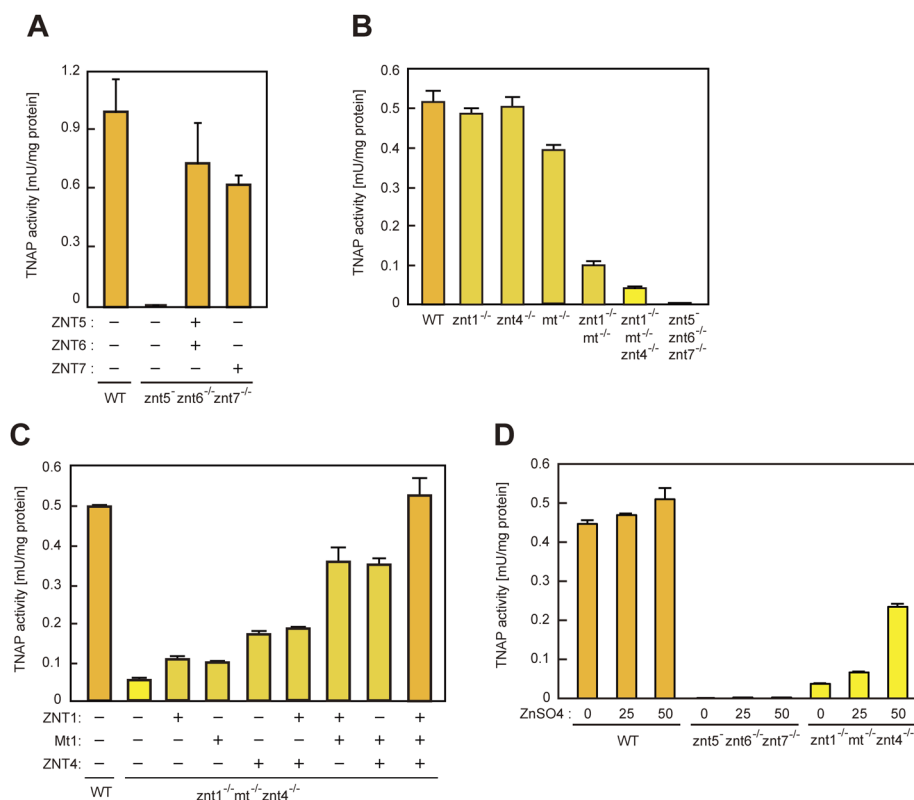 A
TNAP activity [mU/mg protein]
1.2
0.9
0.6
0.3
0
ZNT5 : – – + –
ZNT6 : – – + –
ZNT7 : – – – +
WT znt5⁻znt6⁻/⁻znt7⁻/⁻
B
TNAP activity [mU/mg protein]
0.6
0.5
0.4
0.3
0.2
0.1
0
WT znt1⁻/⁻ znt4⁻/⁻ mt⁻/⁻ znt1⁻/⁻ znt1⁻/⁻ znt5⁻
mt⁻/⁻ mt⁻/⁻ znt6⁻/⁻
znt4⁻/⁻ znt7⁻/⁻
C
TNAP activity [mU/mg protein]
0.6
0.5
0.4
0.3
0.2
0.1
0
ZNT1: – – + – – + + – +
Mt1: – – – + – – + + +
ZNT4: – – – – + + – + +
WT znt1⁻/⁻mt⁻/⁻znt4⁻/⁻
D
TNAP activity [mU/mg protein]
0.6
0.5
0.4
0.3
0.2
0.1
0
ZnSO4 : 0 25 50 0 25 50 0 25 50
WT znt5⁻znt6⁻/⁻znt7⁻/⁻ znt1⁻/⁻mt⁻/⁻znt4⁻/⁻